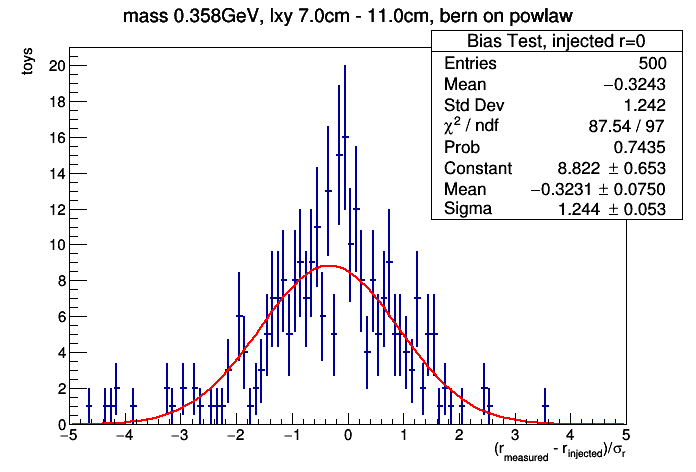 mass 0.358GeV, lxy 7.0cm - 11.0cm, bern on powlaw
Bias Test, injected r=0
Entries 500
Mean −0.3243
Std Dev 1.242
χ² / ndf 87.54 / 97
Prob 0.7435
Constant 8.822 ± 0.653
Mean −0.3231 ± 0.0750
Sigma 1.244 ± 0.053
toys
20
18
16
14
12
10
8
6
4
2
0
−5 −4 −3 −2 −1 0 1 2 3 4 5
(r_measured - r_injected)/σ_r